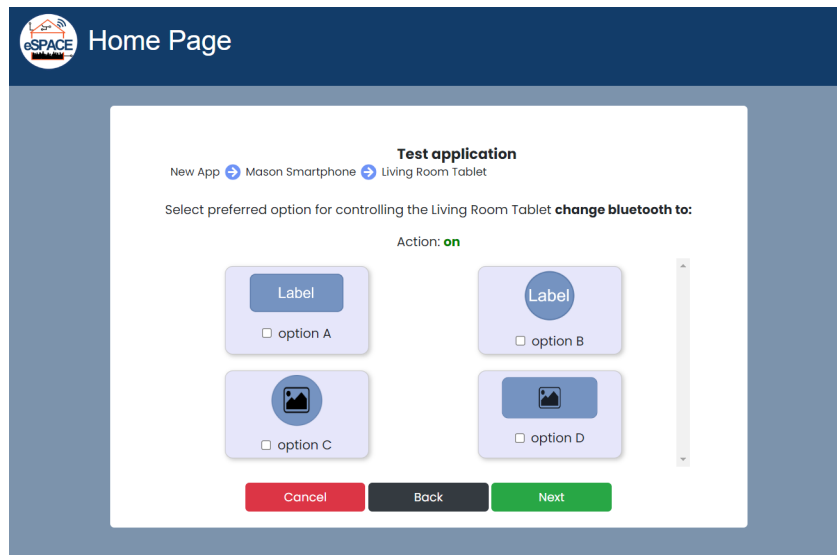 eSPACE Home Page
Test application
New App Mason Smartphone Living Room Tablet
Select preferred option for controlling the Living Room Tablet change bluetooth to:
Action: on
Label Label
option A option B
option C option D
Cancel Back Next